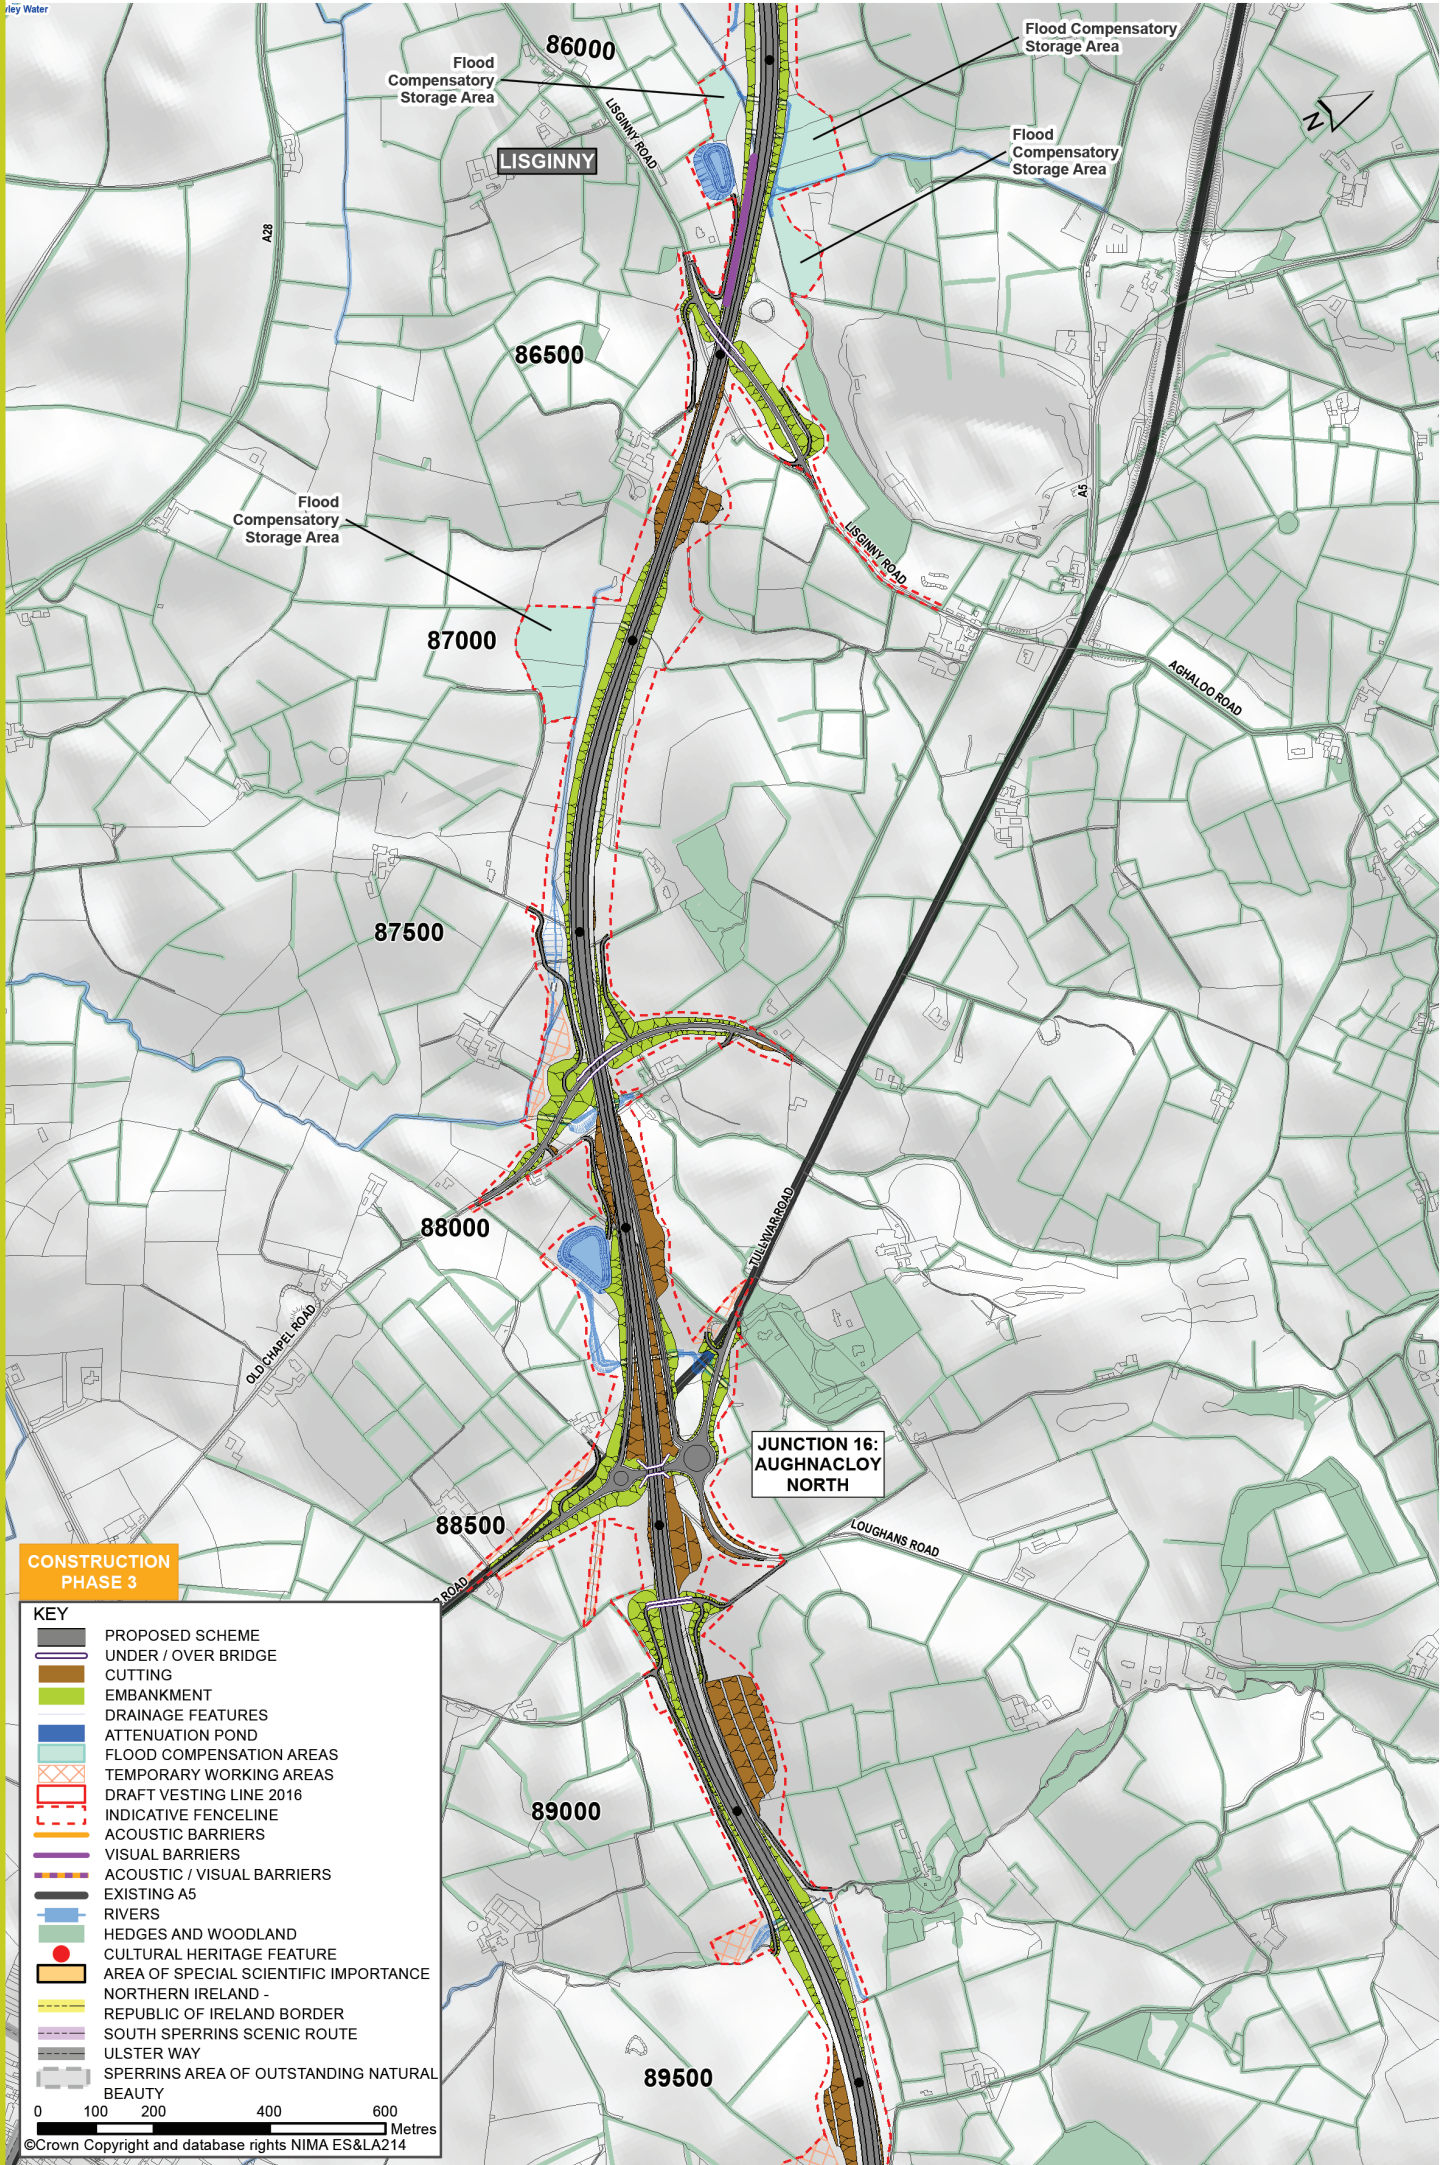 86000
Flood
Compensatory
Storage Area
Flood Compensatory
Storage Area
N
LISGINNY ROAD
LISGINNY
Flood
Compensatory
Storage Area
A28
86500
A5
Flood
Compensatory
Storage Area
LISGINNY ROAD
87000
AGHALOO ROAD
87500
88000
TULLYVAR ROAD
OLD CHAPEL ROAD
JUNCTION 16:
AUGHNACLOY
NORTH
88500
LOUGHANS ROAD
CONSTRUCTION
PHASE 3
ROAD
KEY
PROPOSED SCHEME
UNDER / OVER BRIDGE
CUTTING
EMBANKMENT
DRAINAGE FEATURES
ATTENUATION POND
FLOOD COMPENSATION AREAS
TEMPORARY WORKING AREAS
DRAFT VESTING LINE 2016
INDICATIVE FENCELINE
ACOUSTIC BARRIERS
VISUAL BARRIERS
ACOUSTIC / VISUAL BARRIERS
EXISTING A5
RIVERS
HEDGES AND WOODLAND
CULTURAL HERITAGE FEATURE
AREA OF SPECIAL SCIENTIFIC IMPORTANCE
NORTHERN IRELAND -
REPUBLIC OF IRELAND BORDER
SOUTH SPERRINS SCENIC ROUTE
ULSTER WAY
SPERRINS AREA OF OUTSTANDING NATURAL
BEAUTY
0 100 200 400 600
Metres
©Crown Copyright and database rights NIMA ES&LA214
89000
89500